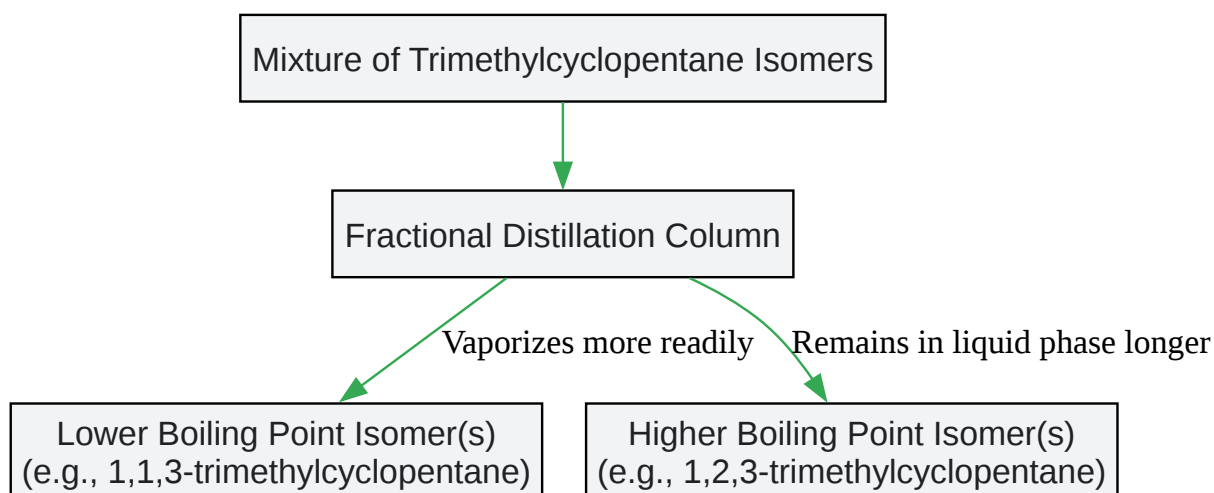 Mixture of Trimethylcyclopentane Isomers
Fractional Distillation Column
Vaporizes more readily
Remains in liquid phase longer
Lower Boiling Point Isomer(s)
(e.g., 1,1,3-trimethylcyclopentane)
Higher Boiling Point Isomer(s)
(e.g., 1,2,3-trimethylcyclopentane)